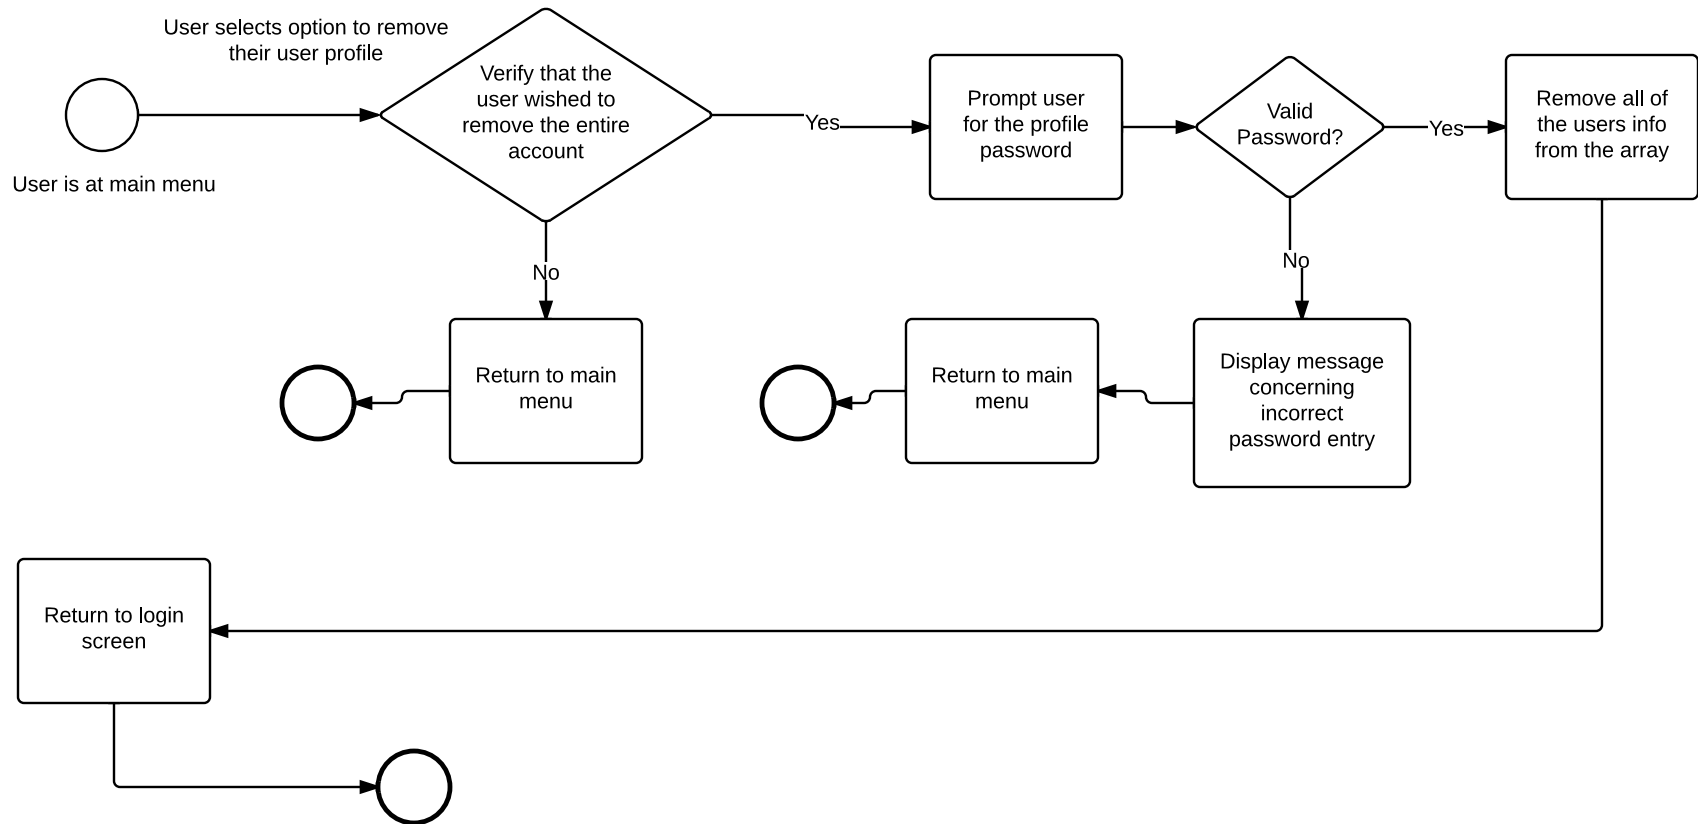 User selects option to remove
their user profile
User is at main menu
Verify that the
user wished to
remove the entire
account
Yes
No
Prompt user
for the profile
password
Valid
Password?
Yes
No
Remove all of
the users info
from the array
Return to main
menu
Return to main
menu
Display message
concerning
incorrect
password entry
Return to login
screen